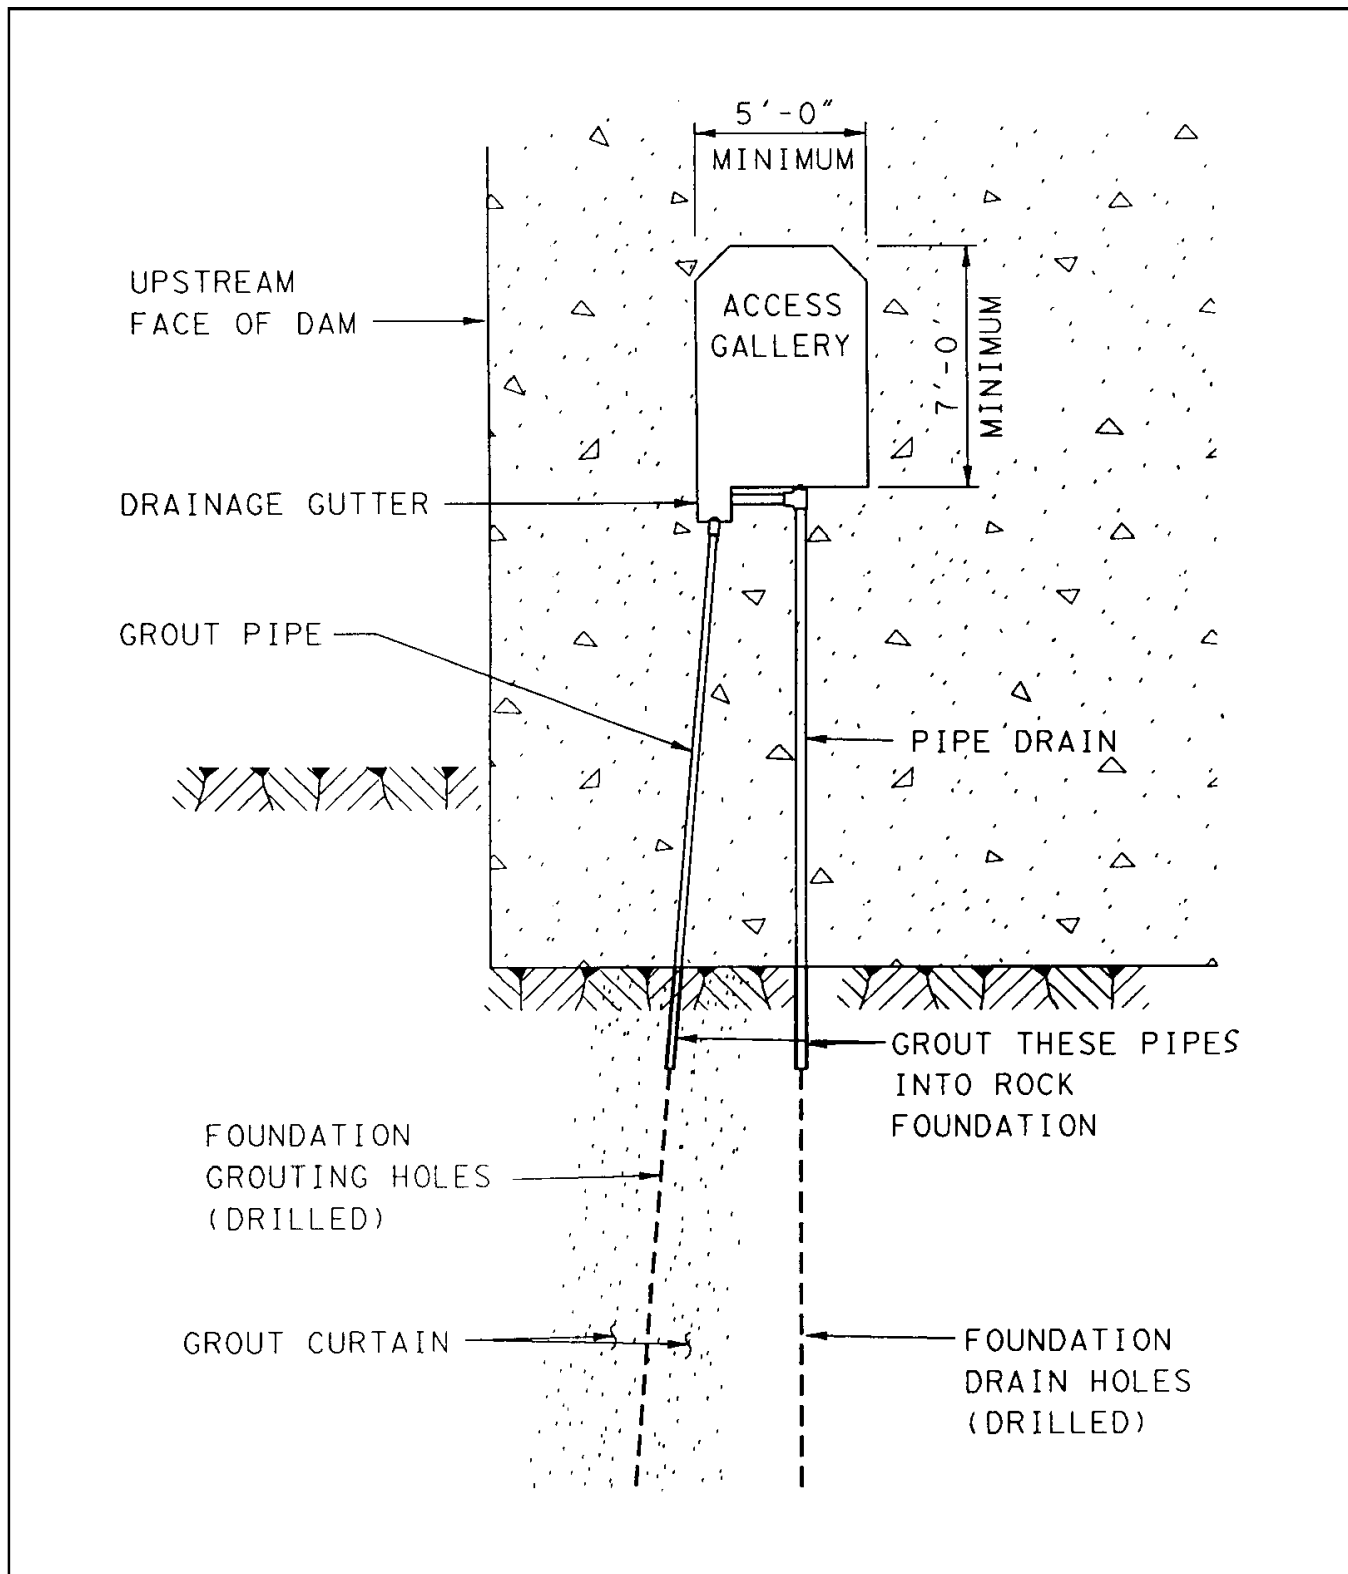 5'-0"
MINIMUM
UPSTREAM
FACE OF DAM
ACCESS
GALLERY
7'-0"
MINIMUM
DRAINAGE GUTTER
GROUT PIPE
PIPE DRAIN
GROUT THESE PIPES
INTO ROCK
FOUNDATION
FOUNDATION
GROUTING HOLES
(DRILLED)
GROUT CURTAIN
FOUNDATION
DRAIN HOLES
(DRILLED)